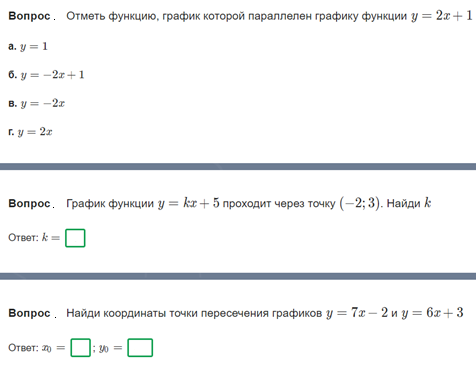 Вопрос . Отметь функцию, график которой параллелен графику функции y = 2x + 1
а. y = 1
б. y = −2x + 1
в. y = −2x
г. y = 2x
Вопрос . График функции y = kx + 5 проходит через точку (−2; 3). Найди k
Ответ: k =
Вопрос . Найди координаты точки пересечения графиков y = 7x − 2 и y = 6x + 3
Ответ: x₀ = ; y₀ =